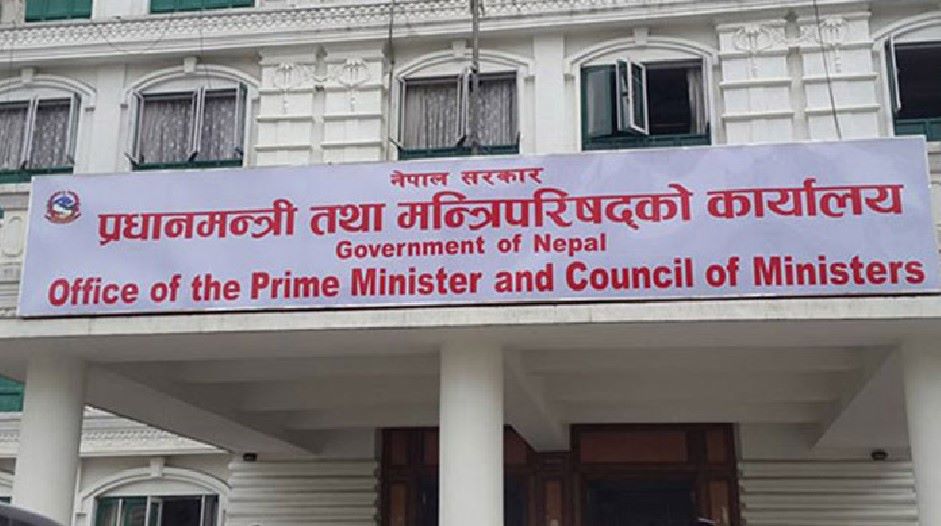 नेपाल सरकार
प्रधानमन्त्री तथा मन्त्रिपरिषद्को कार्यालय
Government of Nepal
Office of the Prime Minister and Council of Ministers